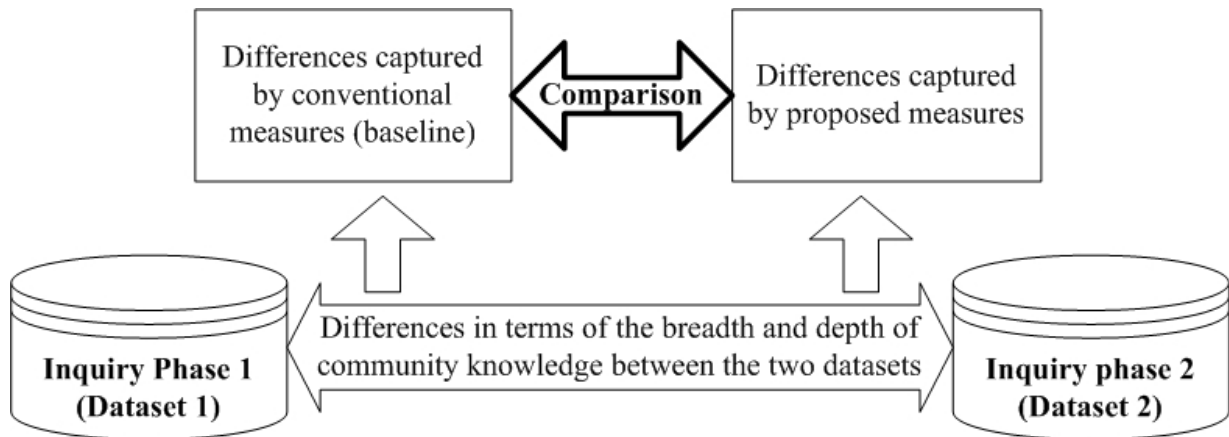 Differences captured
by conventional
measures (baseline)
Comparison
Differences captured
by proposed measures
Inquiry Phase 1
(Dataset 1)
Differences in terms of the breadth and depth of
community knowledge between the two datasets
Inquiry phase 2
(Dataset 2)